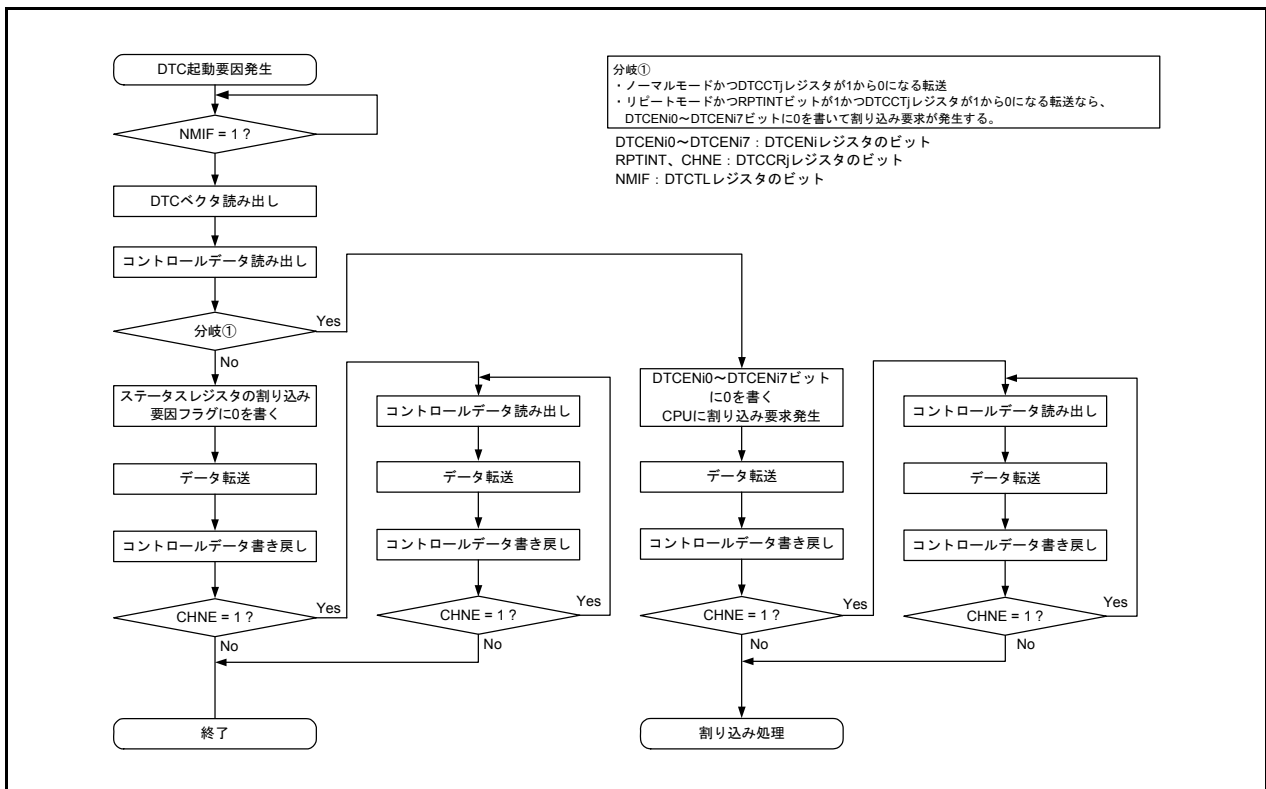 DTC起動要因発生
NMIF = 1 ?
DTCベクタ読み出し
コントロールデータ読み出し
分岐①
Yes
No
ステータスレジスタの割り込み
要因フラグに0を書く
データ転送
コントロールデータ書き戻し
CHNE = 1 ?
Yes
No
終了
コントロールデータ読み出し
データ転送
コントロールデータ書き戻し
CHNE = 1 ?
Yes
No
分岐①
・ノーマルモードかつDTCCTjレジスタが1から0になる転送
・リピートモードかつRPTINTビットが1かつDTCCTjレジスタが1から0になる転送なら、
DTCENi0～DTCENi7ビットに0を書いて割り込み要求が発生する。
DTCENi0～DTCENi7：DTCENiレジスタのビット
RPTINT、CHNE：DTCCRjレジスタのビット
NMIF：DTCTLレジスタのビット
DTCENi0～DTCENi7ビット
に0を書く
CPUに割り込み要求発生
データ転送
コントロールデータ書き戻し
CHNE = 1 ?
Yes
No
割り込み処理
コントロールデータ読み出し
データ転送
コントロールデータ書き戻し
CHNE = 1 ?
Yes
No